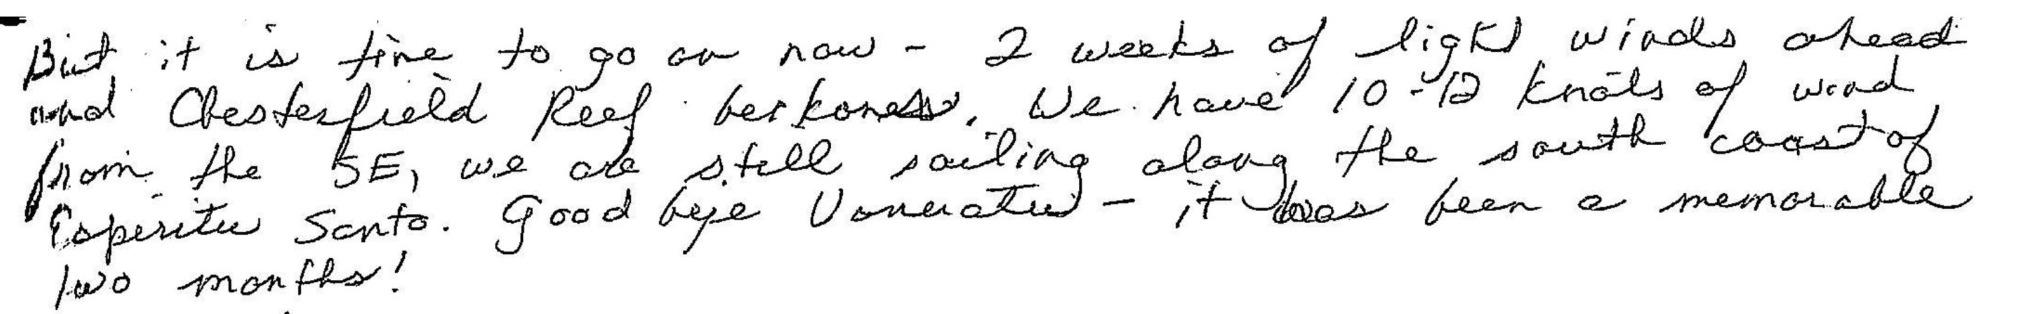 But it is time to go on now - 2 weeks of light winds ahead
and Chesterfield Reef beckons. We have 10-12 knots of wind
from the SE, we are still sailing along the south coast of
Espiritu Santo. Good bye Vanuatu - it has been a memorable
two months!